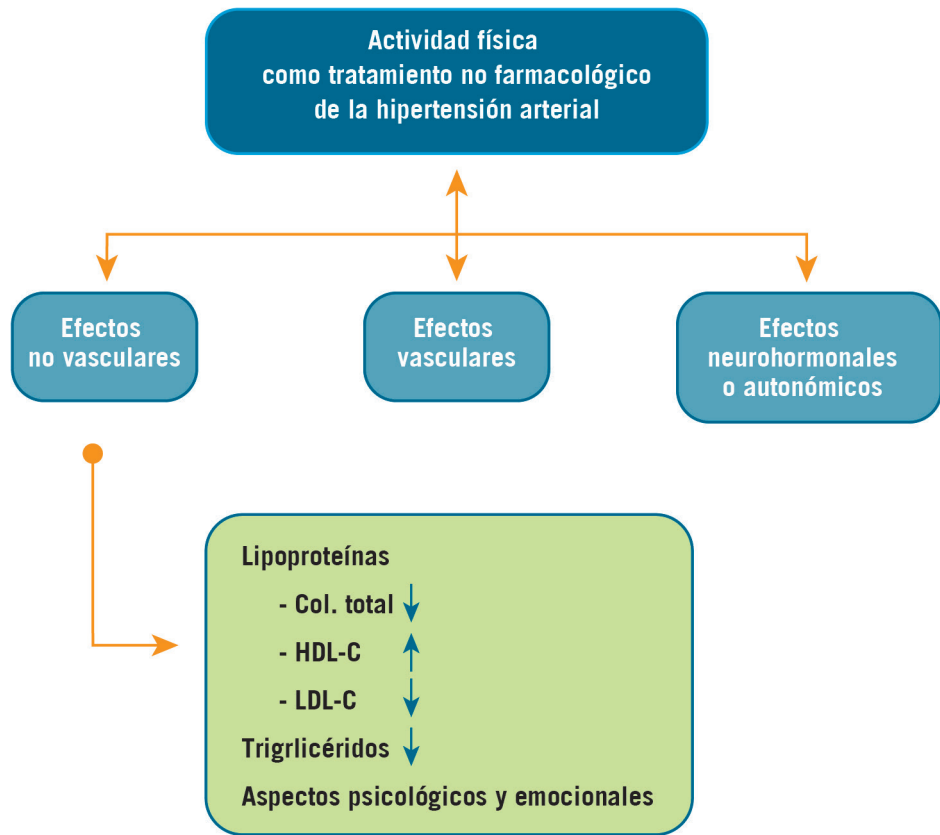 Actividad física
como tratamiento no farmacológico
de la hipertensión arterial
Efectos
no vasculares
Efectos
vasculares
Efectos
neurohormonales
o autonómicos
Lipoproteínas
- Col. total
- HDL-C
- LDL-C
Trigrlicéridos
Aspectos psicológicos y emocionales